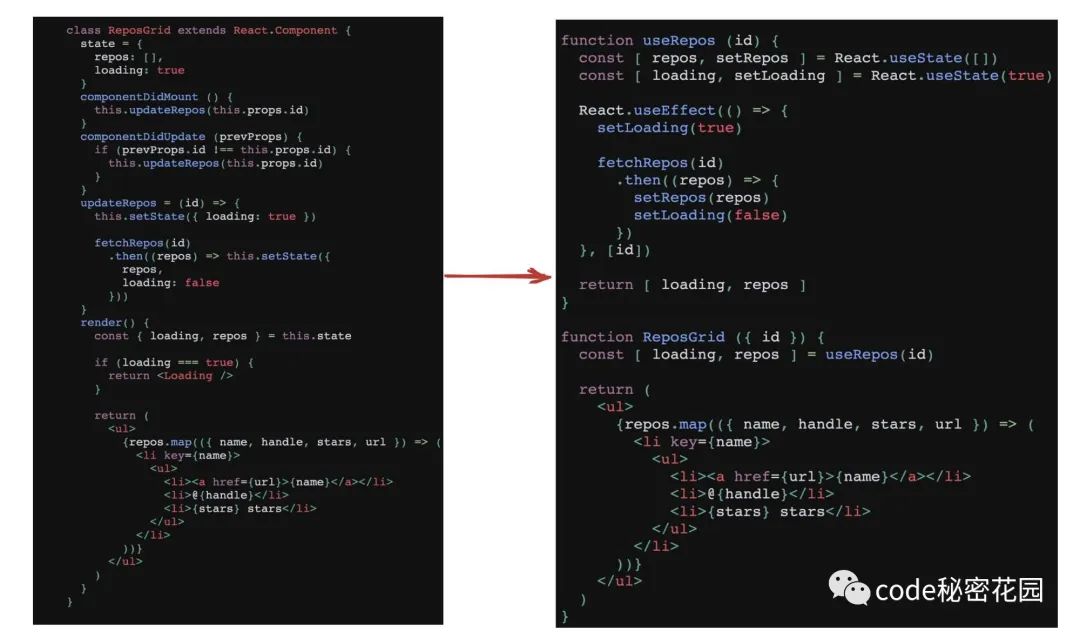 class ReposGrid extends React.Component {
  state = {
    repos: [],
    loading: true
  }
  componentDidMount () {
    this.updateRepos(this.props.id)
  }
  componentDidUpdate (prevProps) {
    if (prevProps.id !== this.props.id) {
      this.updateRepos(this.props.id)
    }
  }
  updateRepos = (id) => {
    this.setState({ loading: true })

    fetchRepos(id)
      .then((repos) => this.setState({
        repos,
        loading: false
      }))
  }
  render() {
    const { loading, repos } = this.state

    if (loading === true) {
      return <Loading />
    }

    return (
      <ul>
        {repos.map(({ name, handle, stars, url }) => (
          <li key={name}>
            <ul>
              <li><a href={url}>{name}</a></li>
              <li>@{handle}</li>
              <li>{stars} stars</li>
            </ul>
          </li>
        ))}
      </ul>
    )
  }
}
function useRepos (id) {
  const [ repos, setRepos ] = React.useState([])
  const [ loading, setLoading ] = React.useState(true)

  React.useEffect(() => {
    setLoading(true)

    fetchRepos(id)
      .then((repos) => {
        setRepos(repos)
        setLoading(false)
      })
  }, [id])

  return [ loading, repos ]
}

function ReposGrid ({ id }) {
  const [ loading, repos ] = useRepos(id)

  return (
    <ul>
      {repos.map(({ name, handle, stars, url }) => (
        <li key={name}>
          <ul>
            <li><a href={url}>{name}</a></li>
            <li>@{handle}</li>
            <li>{stars} stars</li>
          </ul>
        </li>
      ))}
    </ul>
  )
}
code秘密花园